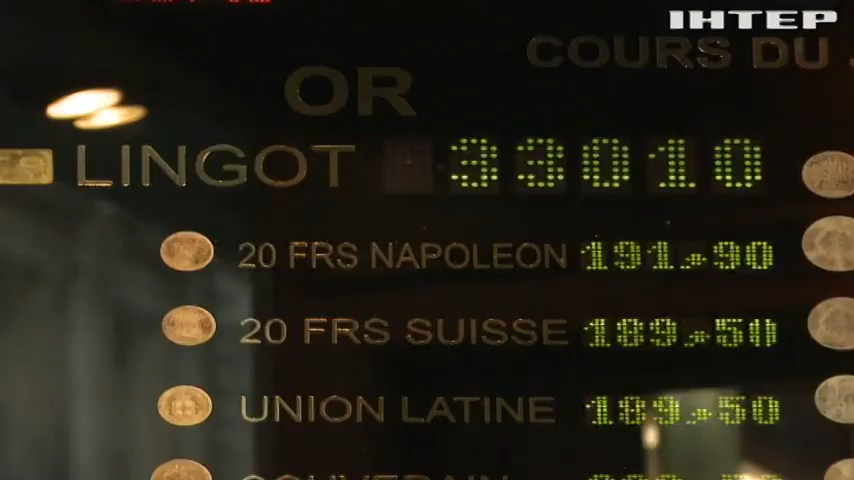 ІНТЕР
COURS DU
OR
LINGOT 33010
20 FRS NAPOLEON 191,90
20 FRS SUISSE 189,50
UNION LATINE 189,50
SOUVERAIN